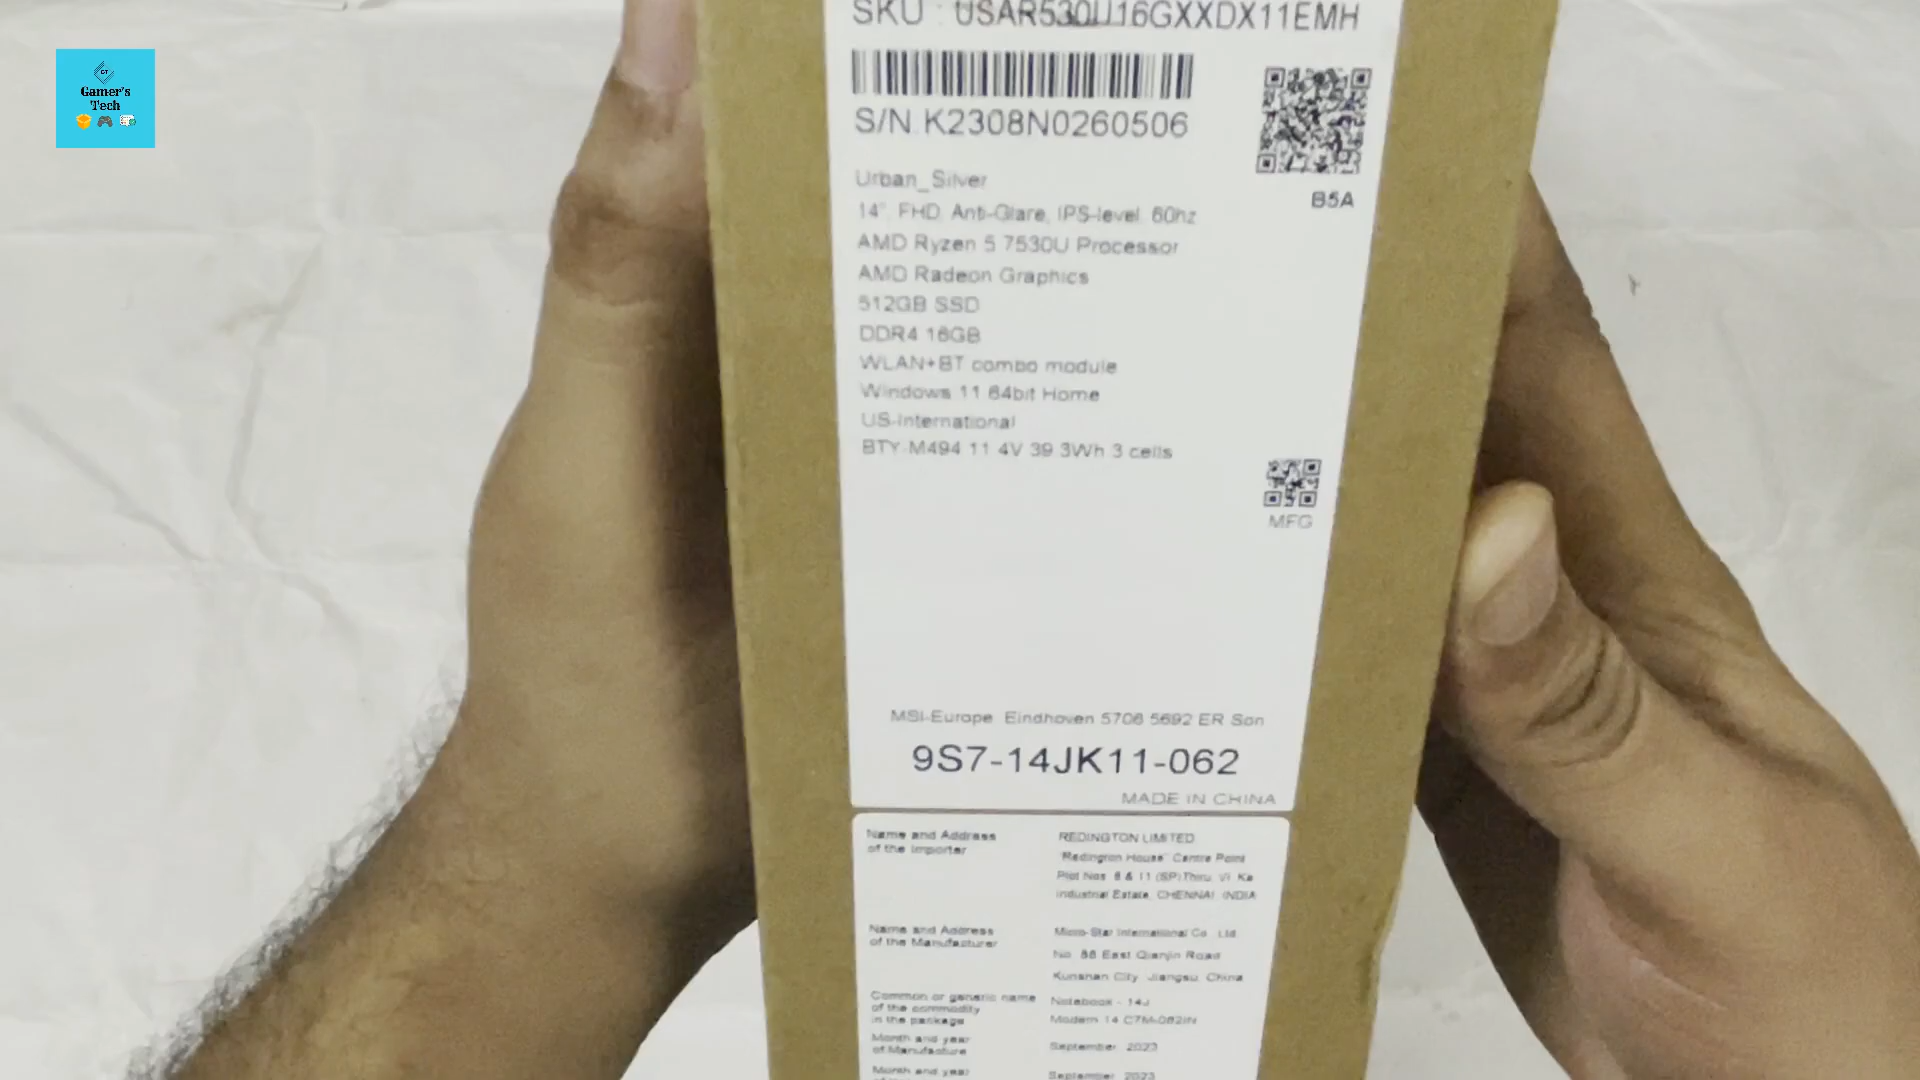 GT
Gamer's
Tech
SKU : USAR530U16GXXDX11EMH
S/N.K2308N0260506
Urban_Silver
B5A
14", FHD, Anti-Glare, IPS-level, 60hz
AMD Ryzen 5 7530U Processor
AMD Radeon Graphics
512GB SSD
DDR4 16GB
WLAN+BT combo module
Windows 11 64bit Home
US-International
BTY-M494 11.4V 39.3Wh 3 cells
MFG
MSI-Europe. Eindhoven 5706 5692 ER Son
9S7-14JK11-062
MADE IN CHINA
Name and Address REDINGTON LIMITED
of the Importer "Redington House" Centre Point
Plot Nos. 8 & 11 (SP) Thiru. Vi. Ka
Industrial Estate, CHENNAI, INDIA
Name and Address Micro-Star International Co., Ltd.
of the Manufacturer No. 88 East Qianjin Road
Kunshan City, Jiangsu, China
Common or generic name Notebook - 14J
of the commodity
in the package Modern 14 C7M-062IN
Month and year September 2023
of Manufacture
Month and year September 2023